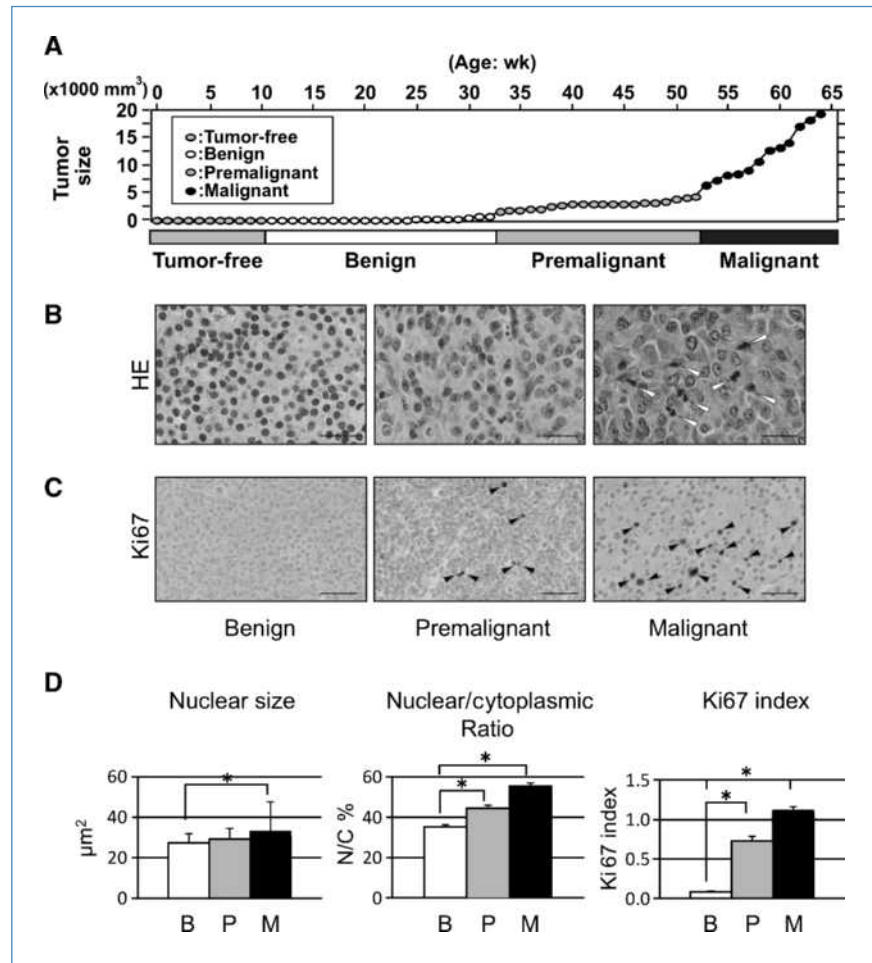 A
(Age: wk)
(x1000 mm3) 0 5 10 15 20 25 30 35 40 45 50 55 60 65
Tumor size
20
15
10
5
0
:Tumor-free
:Benign
:Premalignant
:Malignant
Tumor-free Benign Premalignant Malignant
B
HE
C
Ki67
Benign Premalignant Malignant
D
Nuclear size
µm2
60
40
20
0
*
B P M
Nuclear/cytoplasmic
Ratio
N/C %
60
40
20
0
*
*
B P M
Ki67 index
Ki 67 index
1.5
1.0
0.5
0.0
*
*
B P M